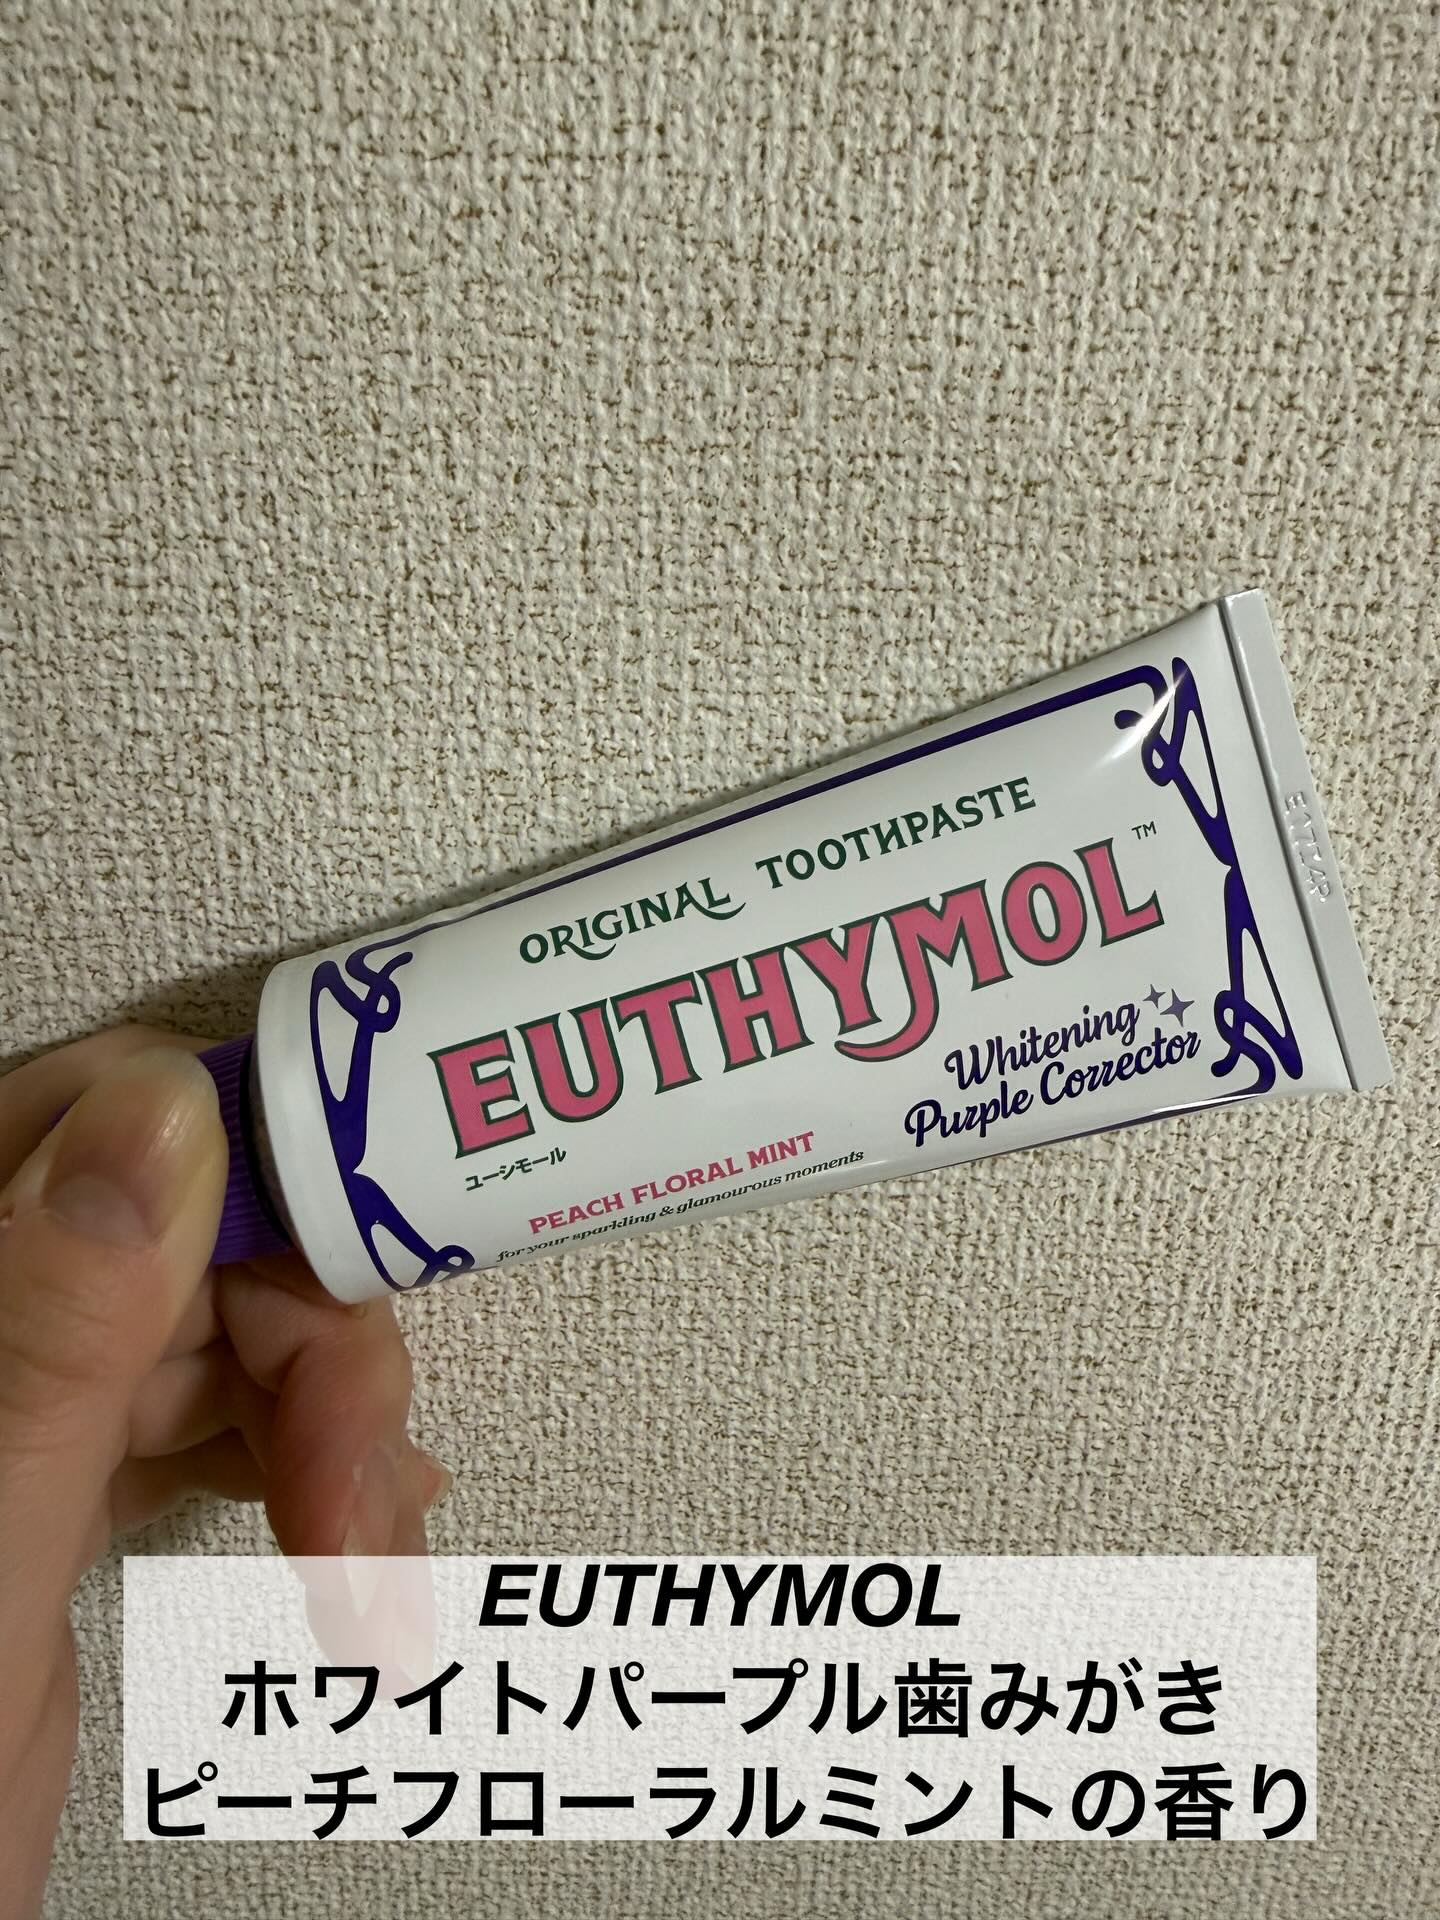 ORIGINAL TOOTHPASTE
EUTHYMOL™
ユーシモール
Whitening
Purple Corrector
PEACH FLORAL MINT
for your sparkling & glamourous moments
EUTHYMOL
ホワイトパープル歯みがき
ピーチフローラルミントの香り